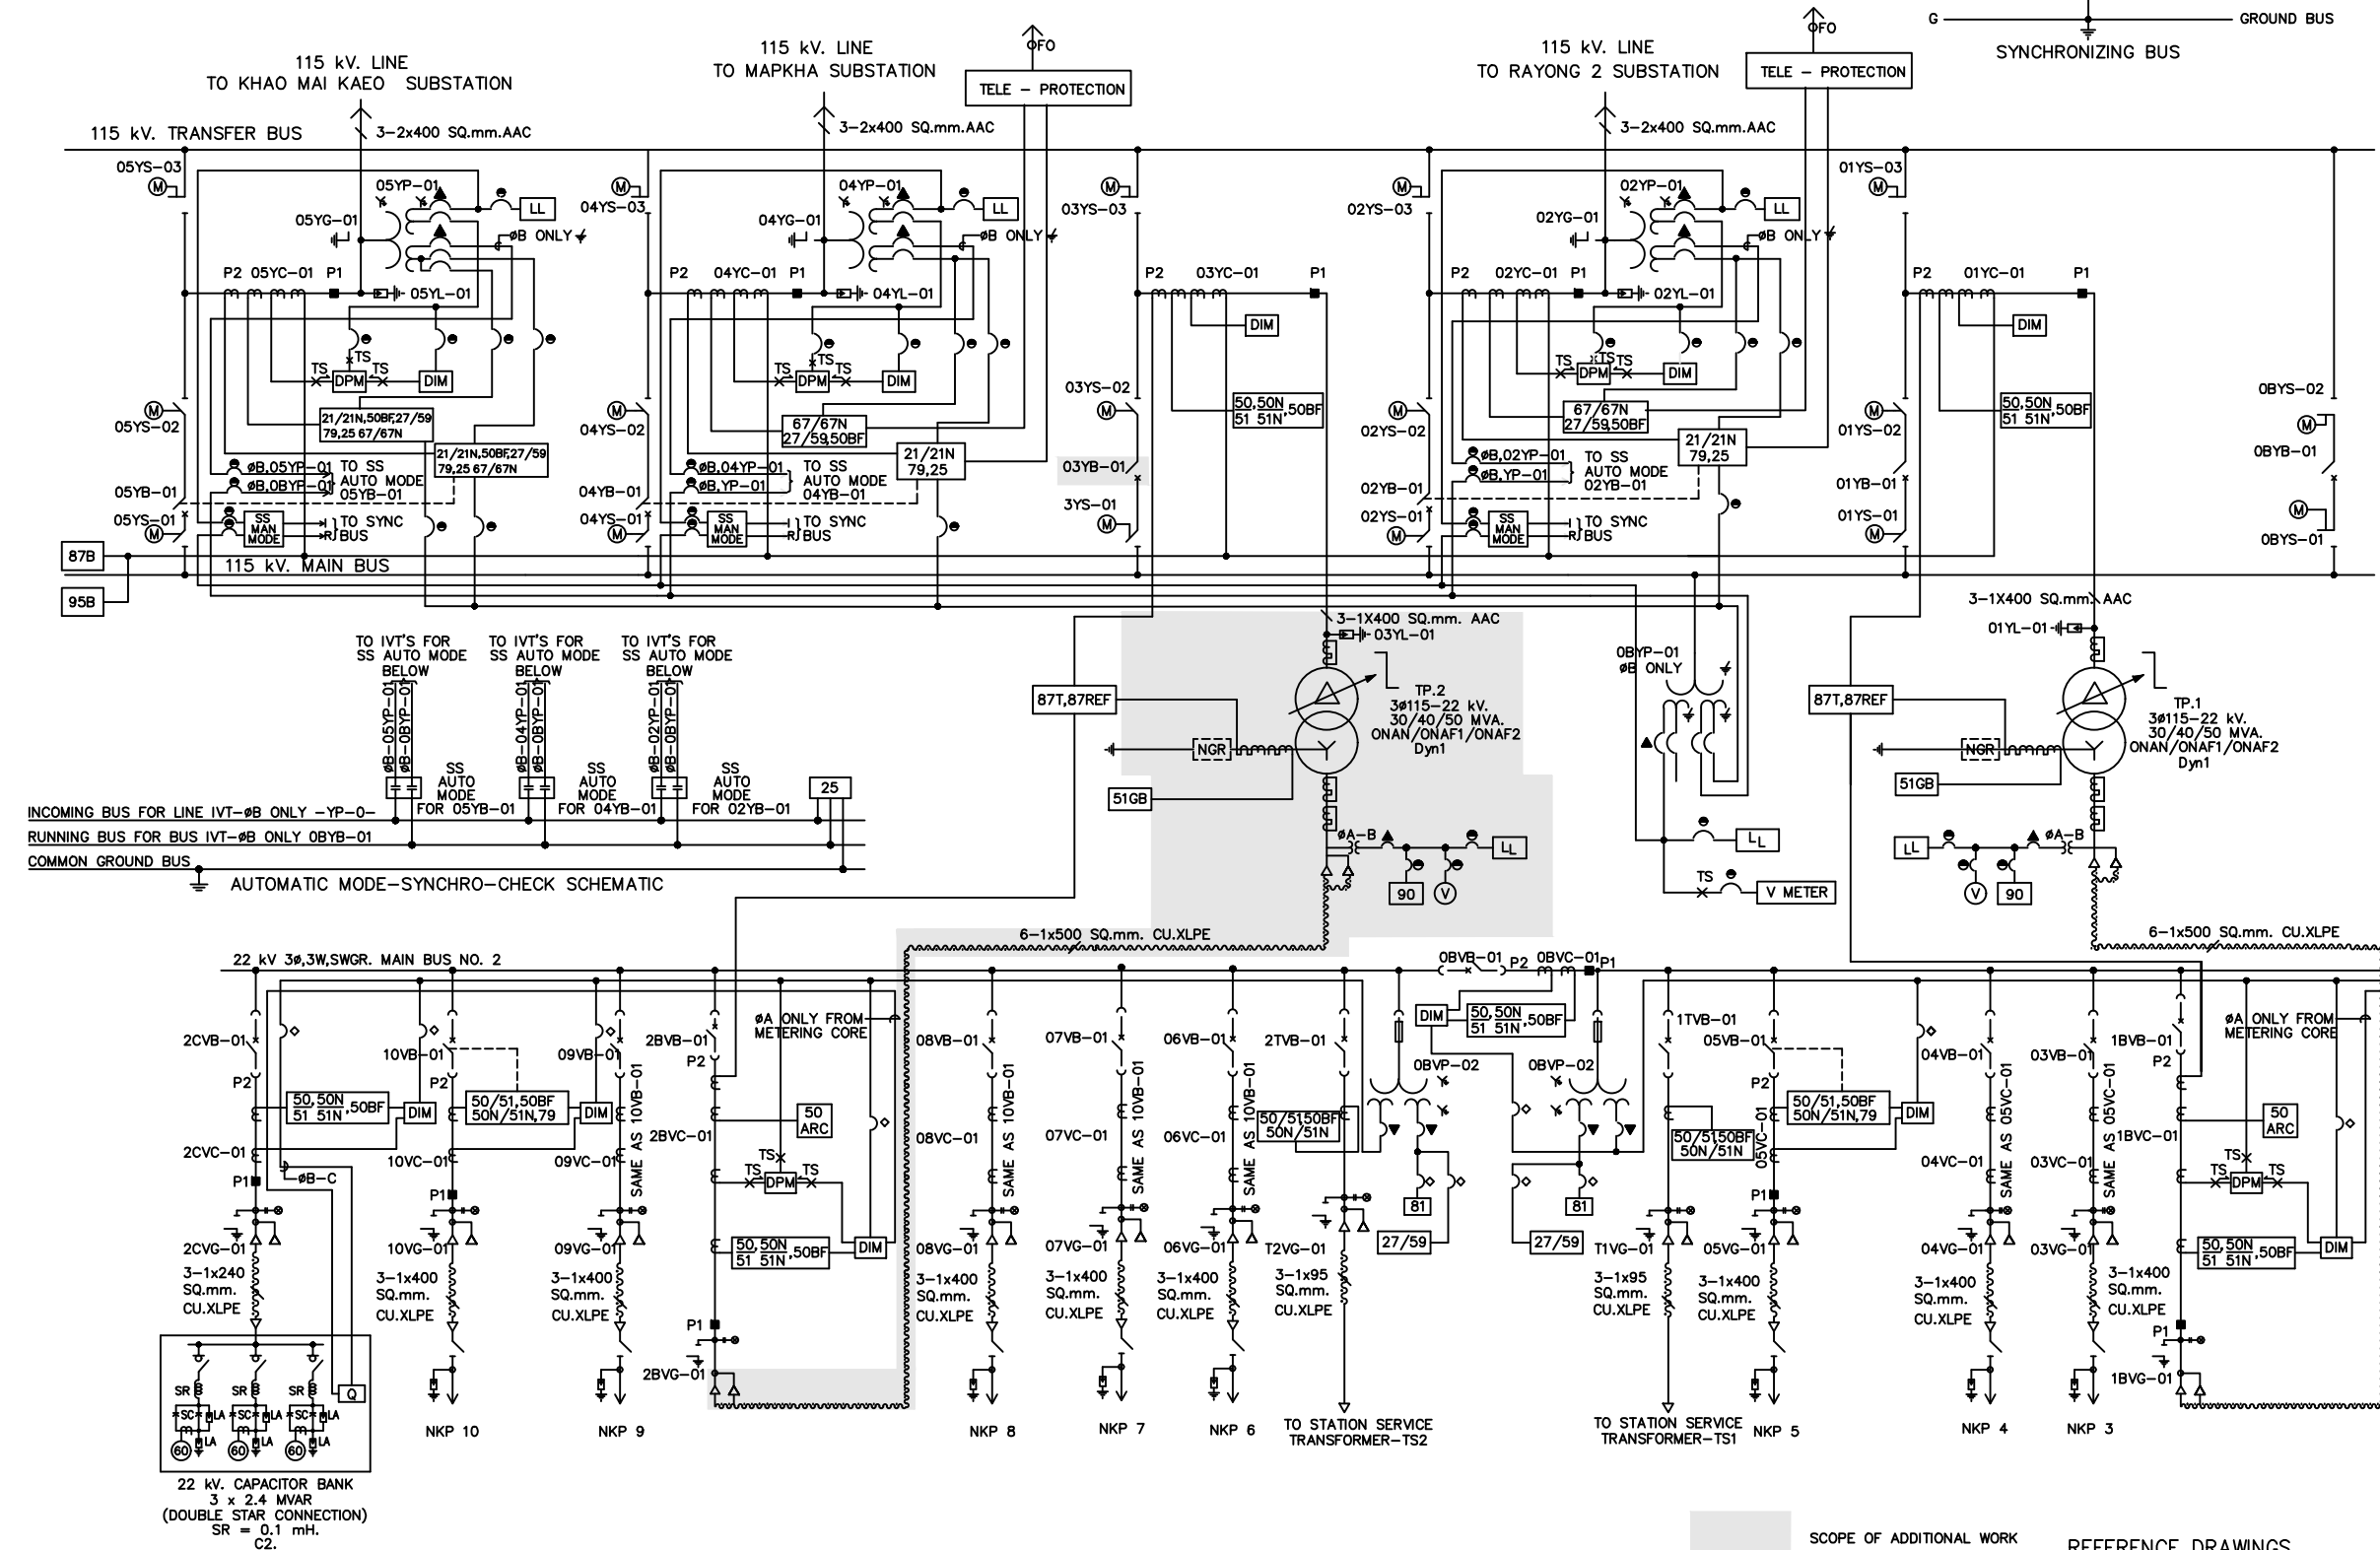 G
GROUND BUS
SYNCHRONIZING BUS
115 kV. LINE
TO KHAO MAI KAEO SUBSTATION
115 kV. LINE
TO MAPKHA SUBSTATION
FO
TELE – PROTECTION
115 kV. LINE
TO RAYONG 2 SUBSTATION
FO
TELE – PROTECTION
115 kV. TRANSFER BUS
3–2x400 SQ.mm.AAC
3–2x400 SQ.mm.AAC
3–2x400 SQ.mm.AAC
05YS–03
M
05YP–01
LL
05YG–01
øB ONLY
P2 05YC–01 P1
05YL–01
TS
TS
DPM
TS
DIM
M
05YS–02
21/21N,50BF,27/59
79,25 67/67N
21/21N,50BF,27/59
79,25 67/67N
øB,05YP–01
øB,0BYP–01
TO SS
AUTO MODE
05YB–01
05YB–01
05YS–01
M
SS
MAN
MODE
I
R
TO SYNC
BUS
M
04YS–03
04YP–01
LL
04YG–01
øB ONLY
P2 04YC–01 P1
04YL–01
TS
TS
DPM
TS
DIM
M
04YS–02
67/67N
27/59,50BF
21/21N
79,25
øB,04YP–01
øB,YP–01
TO SS
AUTO MODE
04YB–01
04YB–01
04YS–01
M
SS
MAN
MODE
I
R
TO SYNC
BUS
M
03YS–03
P2 03YC–01 P1
DIM
03YS–02
M
50,50N
51 51N
,50BF
03YB–01
3YS–01
M
M
02YS–03
02YP–01
LL
02YG–01
øB ONLY
P2 02YC–01 P1
02YL–01
TS
TS
DPM
TS
DIM
M
02YS–02
67/67N
27/59,50BF
21/21N
79,25
øB,02YP–01
øB,YP–01
TO SS
AUTO MODE
02YB–01
02YB–01
02YS–01
M
SS
MAN
MODE
I
R
TO SYNC
BUS
01YS–03
M
P2 01YC–01 P1
DIM
M
01YS–02
50,50N
51 51N
,50BF
01YB–01
01YS–01
M
0BYS–02
M
0BYB–01
M
0BYS–01
87B
115 kV. MAIN BUS
95B
TO IVT'S FOR
SS AUTO MODE
BELOW
TO IVT'S FOR
SS AUTO MODE
BELOW
TO IVT'S FOR
SS AUTO MODE
BELOW
øB–05YP–01
øB–0BYP–01
øB–04YP–01
øB–0BYP–01
øB–02YP–01
øB–0BYP–01
SS
AUTO
MODE
FOR 05YB–01
SS
AUTO
MODE
FOR 04YB–01
SS
AUTO
MODE
FOR 02YB–01
25
INCOMING BUS FOR LINE IVT–øB ONLY –YP–0–
RUNNING BUS FOR BUS IVT–øB ONLY 0BYB–01
COMMON GROUND BUS
AUTOMATIC MODE–SYNCHRO–CHECK SCHEMATIC
3–1X400 SQ.mm. AAC
03YL–01
87T,87REF
TP.2
3ø115–22 kV.
30/40/50 MVA.
ONAN/ONAF1/ONAF2
Dyn1
NGR
51GB
øA–B
LL
90
V
6–1x500 SQ.mm. CU.XLPE
0BYP–01
øB ONLY
LL
TS
V METER
3–1X400 SQ.mm. AAC
01YL–01
87T,87REF
TP.1
3ø115–22 kV.
30/40/50 MVA.
ONAN/ONAF1/ONAF2
Dyn1
NGR
51GB
øA–B
LL
V
90
6–1x500 SQ.mm. CU.XLPE
22 kV 3ø,3W,SWGR. MAIN BUS NO. 2
0BVB–01 P2 0BVC–01 P1
2CVB–01
P2
50,50N
51 51N
,50BF
DIM
2CVC–01
P1
øB–C
2CVG–01
3–1x240
SQ.mm.
CU.XLPE
SR
SR
SR
Q
SC
LA
SC
LA
SC
LA
60
LA
60
LA
60
LA
22 kV. CAPACITOR BANK
3 x 2.4 MVAR
(DOUBLE STAR CONNECTION)
SR = 0.1 mH.
C2.
10VB–01
P2
50/51,50BF
50N/51N,79
DIM
10VC–01
P1
10VG–01
3–1x400
SQ.mm.
CU.XLPE
NKP 10
09VB–01
09VC–01
SAME AS 10VB–01
09VG–01
3–1x400
SQ.mm.
CU.XLPE
NKP 9
2BVB–01
P2
øA ONLY FROM
METERING CORE
50
ARC
2BVC–01
TS
TS
DPM
TS
50,50N
51 51N
,50BF
DIM
P1
2BVG–01
08VB–01
08VC–01
SAME AS 10VB–01
08VG–01
3–1x400
SQ.mm.
CU.XLPE
NKP 8
07VB–01
07VC–01
SAME AS 10VB–01
07VG–01
3–1x400
SQ.mm.
CU.XLPE
NKP 7
06VB–01
06VC–01
SAME AS 10VB–01
06VG–01
3–1x400
SQ.mm.
CU.XLPE
NKP 6
2TVB–01
50/51,50BF
50N/51N
T2VG–01
3–1x95
SQ.mm.
CU.XLPE
TO STATION SERVICE
TRANSFORMER–TS2
DIM
50,50N
51 51N
,50BF
0BVP–02
0BVP–02
81
27/59
81
27/59
1TVB–01
50/51,50BF
50N/51N
T1VG–01
3–1x95
SQ.mm.
CU.XLPE
TO STATION SERVICE
TRANSFORMER–TS1
05VB–01
P2
50/51,50BF
50N/51N,79
DIM
05VC–01
P1
05VG–01
3–1x400
SQ.mm.
CU.XLPE
NKP 5
04VB–01
04VC–01
SAME AS 05VC–01
04VG–01
3–1x400
SQ.mm.
CU.XLPE
NKP 4
03VB–01
03VC–01
SAME AS 05VC–01
03VG–01
3–1x400
SQ.mm.
CU.XLPE
NKP 3
øA ONLY FROM
METERING CORE
1BVB–01
P2
50
ARC
1BVC–01
TS
TS
DPM
TS
50,50N
51 51N
,50BF
DIM
P1
1BVG–01
SCOPE OF ADDITIONAL WORK
REFERENCE DRAWINGS